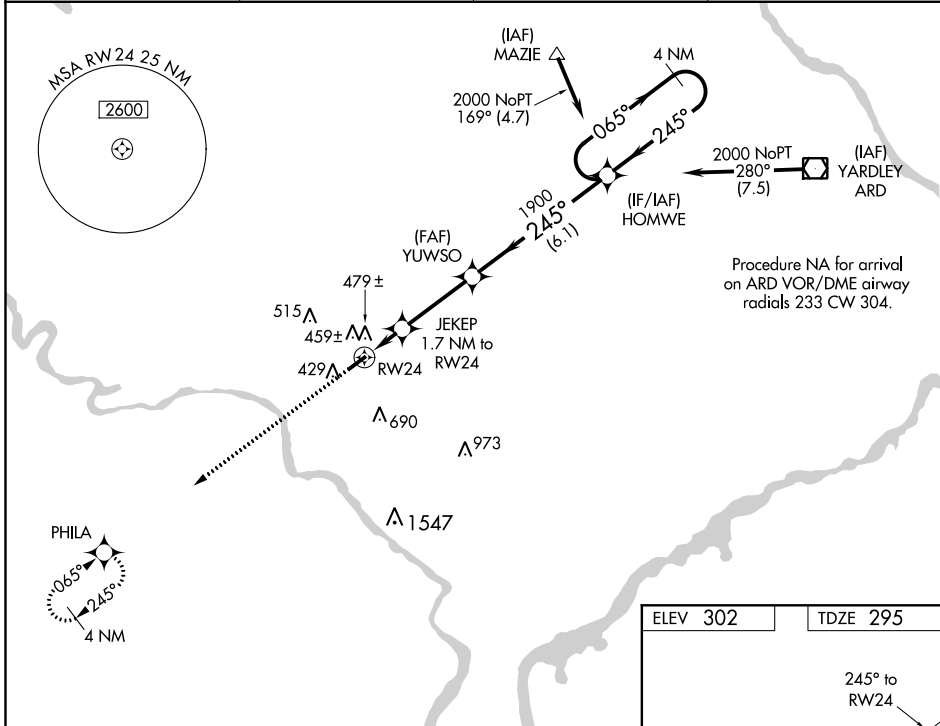 MSA RW24 25 NM
2600
(IAF)
MAZIE
4 NM
2000 NoPT
169° (4.7)
065°
245°
2000 NoPT
280°
(7.5)
(IAF)
YARDLEY
ARD
(IF/IAF)
HOMWE
1900
245°
(6.1)
(FAF)
YUWSO
Procedure NA for arrival
on ARD VOR/DME airway
radials 233 CW 304.
479±
515
459±
JEKEP
1.7 NM to
RW24
429
RW24
690
973
1547
PHILA
065°
245°
4 NM
ELEV 302
TDZE 295
245° to
RW24